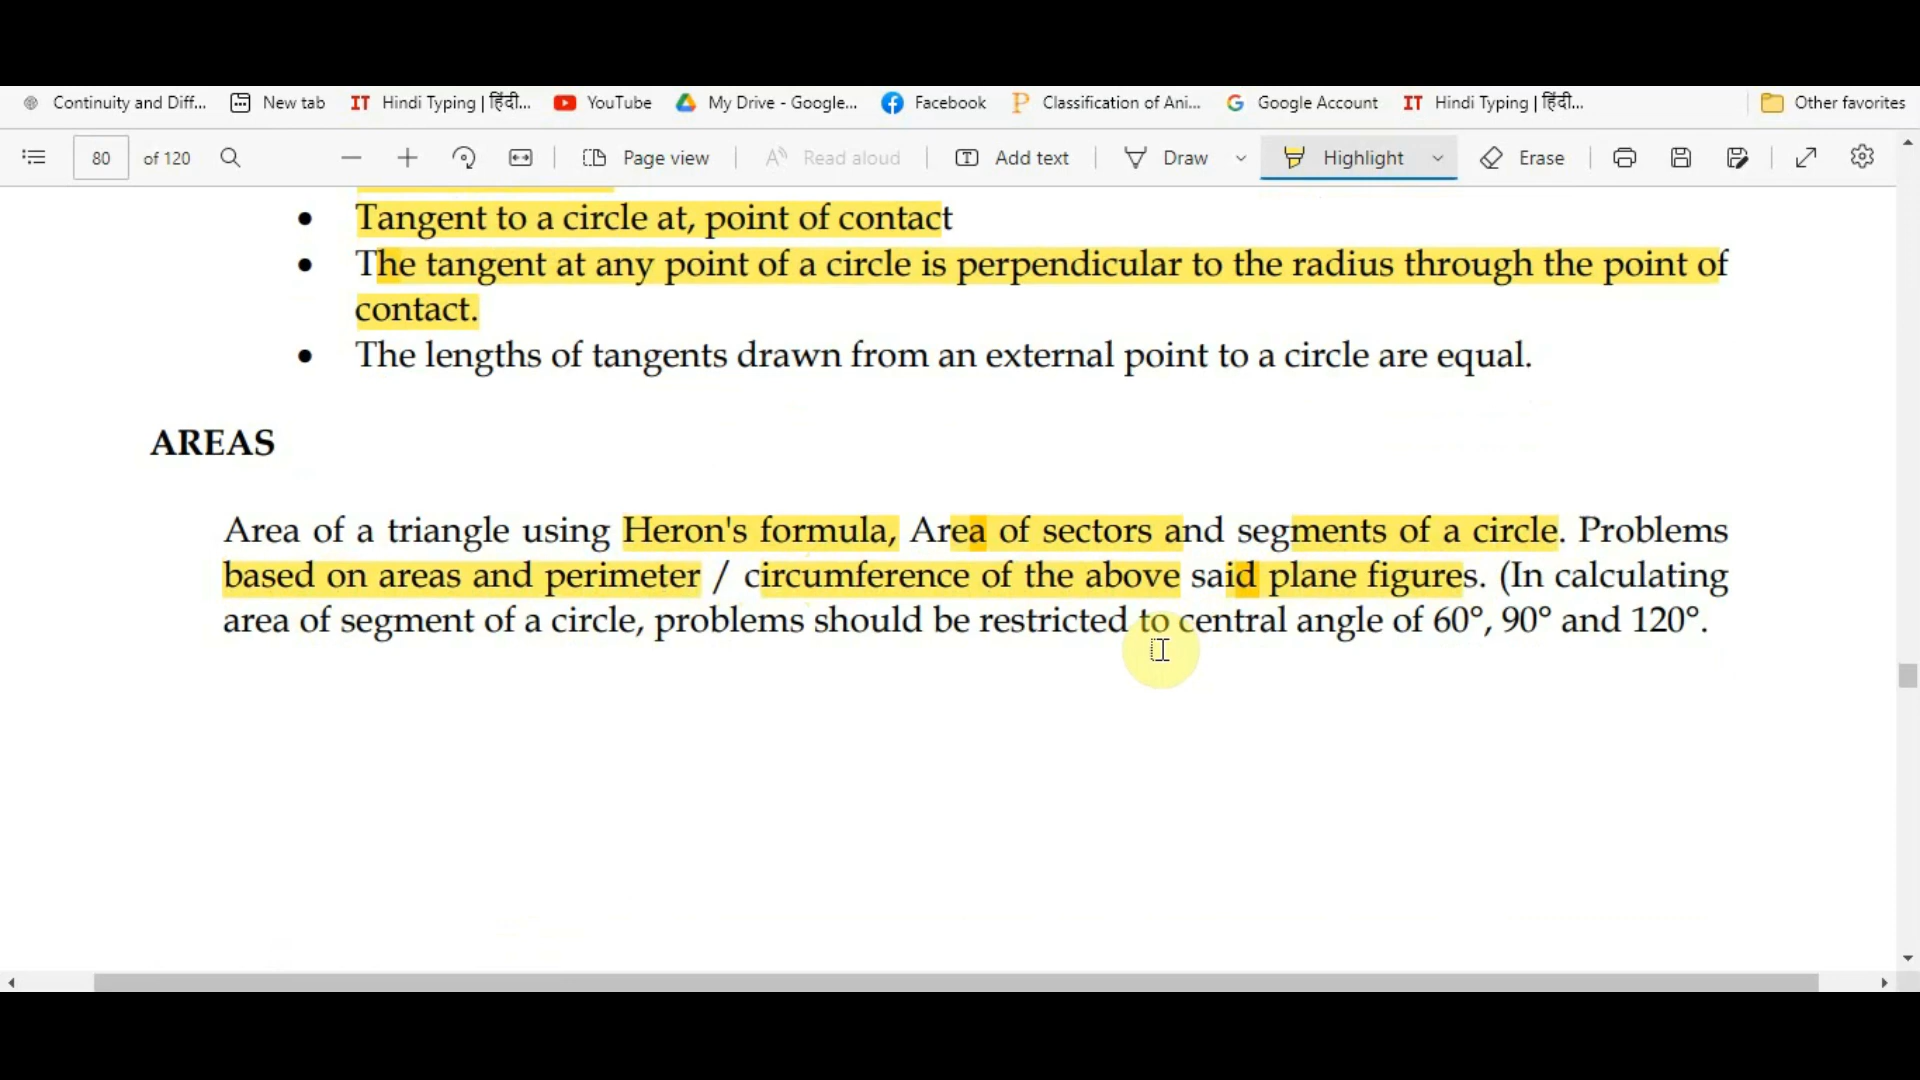 Continuity and Diff... New tab IT Hindi Typing | हिंदी... YouTube My Drive - Google... Facebook Classification of Ani... Google Account IT Hindi Typing | हिंदी... Other favorites
80 of 120 Page view Read aloud Add text Draw Highlight Erase
• Tangent to a circle at, point of contact
• The tangent at any point of a circle is perpendicular to the radius through the point of
contact.
• The lengths of tangents drawn from an external point to a circle are equal.
AREAS
Area of a triangle using Heron's formula, Area of sectors and segments of a circle. Problems
based on areas and perimeter / circumference of the above said plane figures. (In calculating
area of segment of a circle, problems should be restricted to central angle of 60°, 90° and 120°.